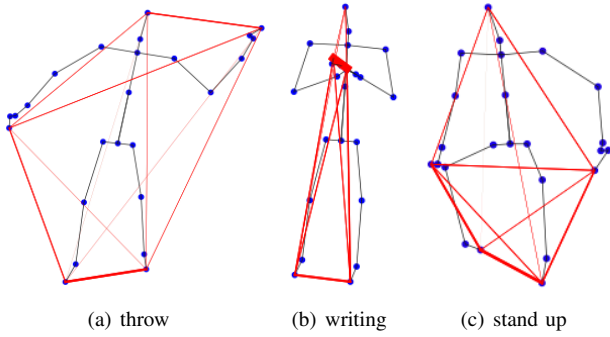 (a) throw
(b) writing
(c) stand up